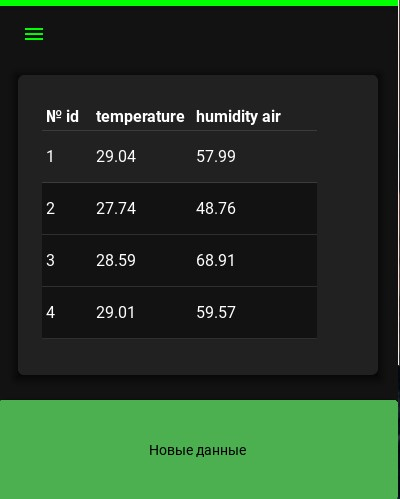 № id temperature humidity air
1 29.04 57.99
2 27.74 48.76
3 28.59 68.91
4 29.01 59.57
Новые данные